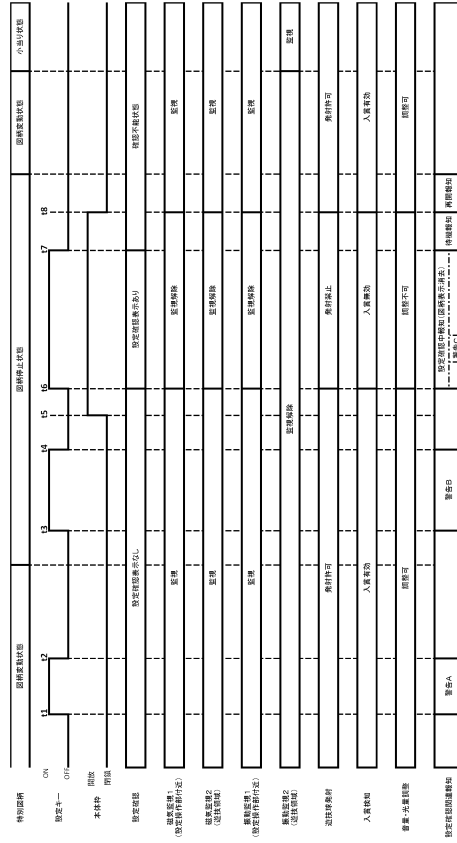 特別図柄
図柄変動状態
図柄停止状態
図柄変動状態
小当り状態
t1
t2
t3
t4
t5
t6
t7
t8
設定キー
ON
OFF
本体枠
開放
閉鎖
設定確認
設定確認表示なし
設定確認表示あり
確認不能状態
磁気監視1
(設定操作部付近)
監視
監視解除
監視
磁気監視2
(遊技領域)
監視
監視解除
監視
振動監視1
(設定操作部付近)
監視
監視解除
監視
振動監視2
(遊技領域)
監視解除
監視
遊技球発射
発射許可
発射禁止
発射許可
入賞検知
入賞有効
入賞無効
入賞有効
音量・光量調整
調整可
調整不可
調整可
設定確認関連報知
警告A
警告B
設定確認中報知(図柄表示消去)
待機報知
再開報知